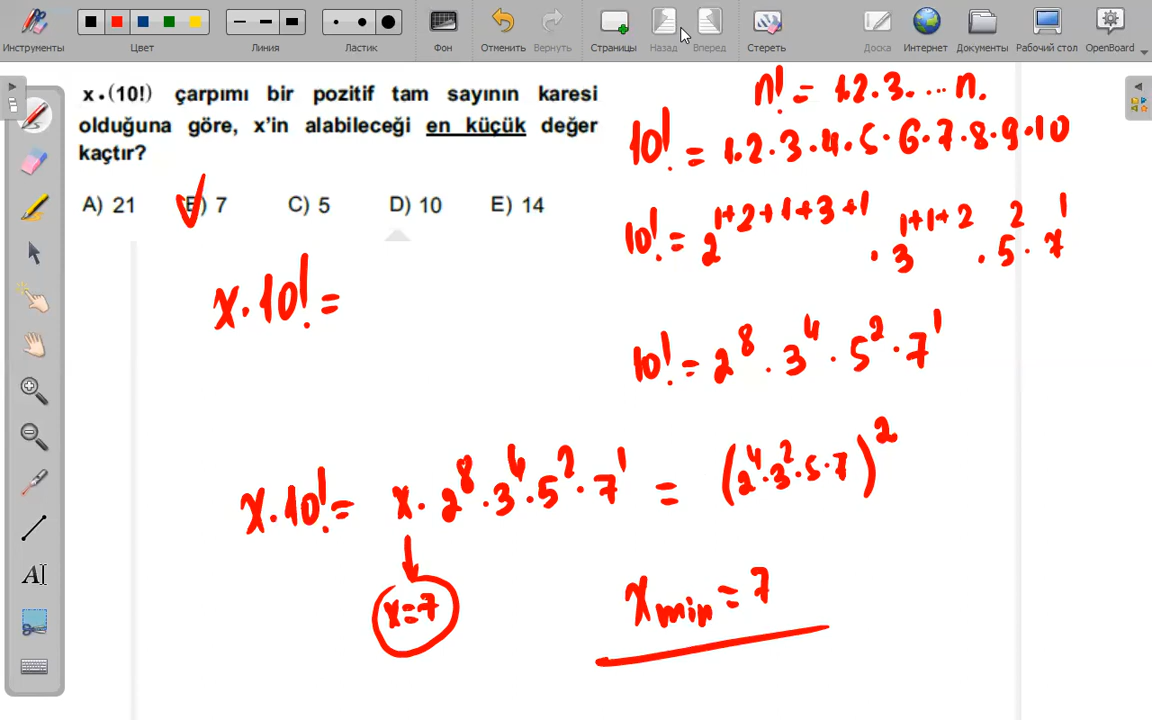 Инструменты Цвет Линия Ластик Фон Отменить Вернуть Страницы Назад Вперед Стереть Доска Интернет Документы Рабочий стол OpenBoard
x • (10!) çarpımı bir pozitif tam sayının karesi
olduğuna göre, x'in alabileceği en küçük değer
kaçtır?
A) 21 B) 7 C) 5 D) 10 E) 14
n! = 1.2.3. ... n.
10! = 1.2.3.4.5.6.7.8.9.10
10! = 2^{1+2+1+3+1} . 3^{1+1+2} . 5^2 . 7^1
x.10! =
10! = 2^8 . 3^4 . 5^2 . 7^1
x.10! = x. 2^8 . 3^4 . 5^2 . 7^1 = (2^4.3^2.5.7)^2
x=7
x_{min} = 7